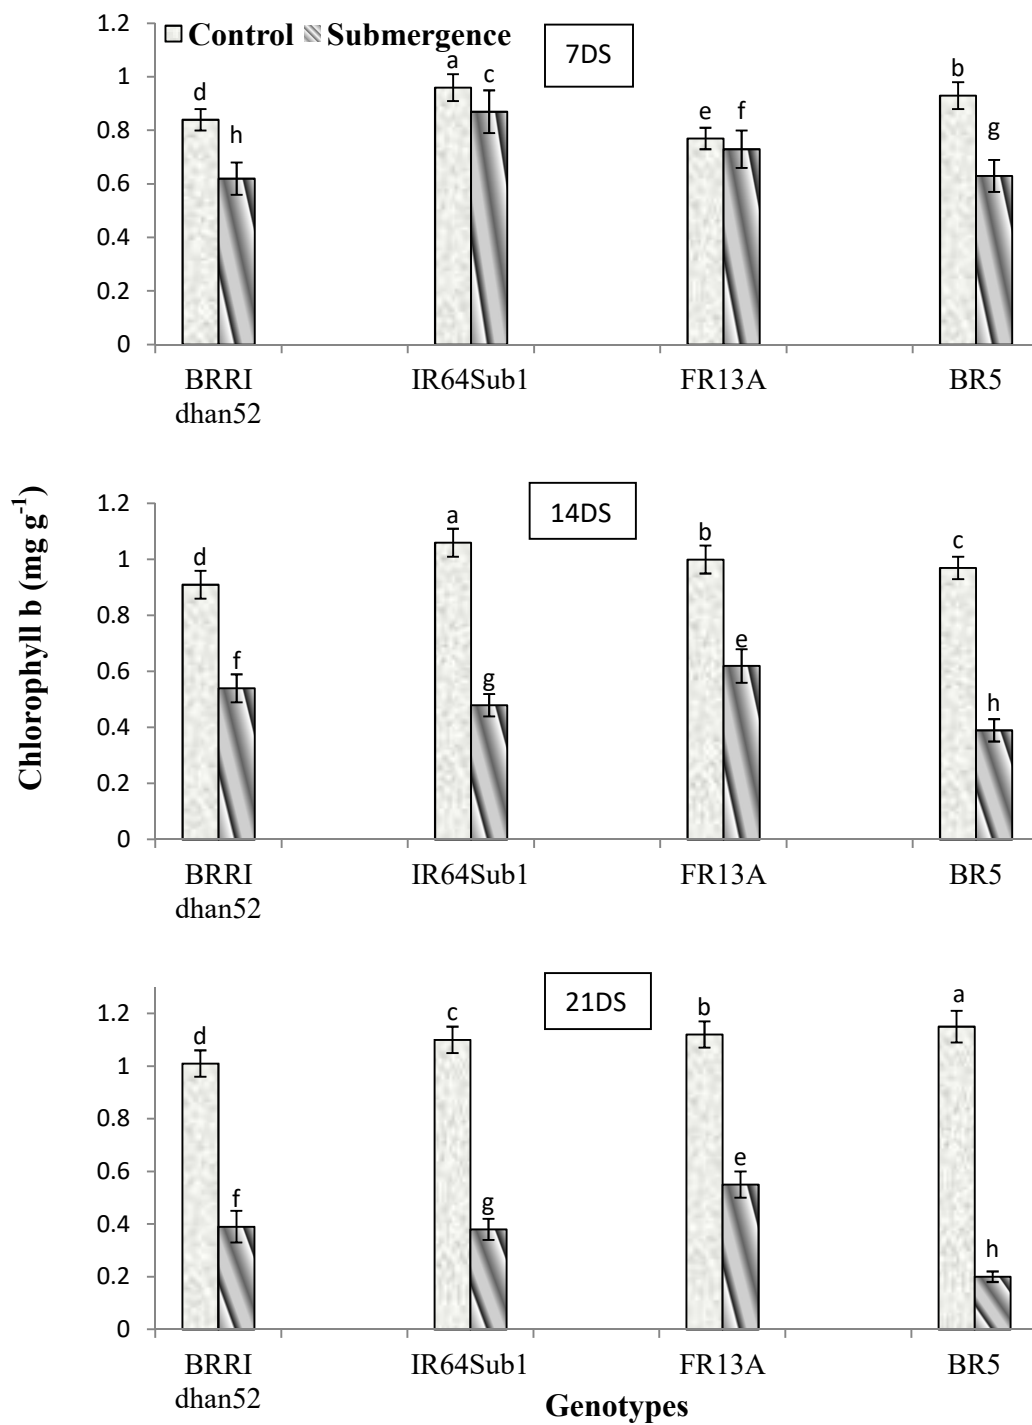 1.2
Control Submergence
7DS
1
0.8
0.6
0.4
0.2
0
d
h
a
c
e
f
b
g
BRRI
dhan52
IR64Sub1
FR13A
BR5
Chlorophyll b (mg g-1)
14DS
1.2
1
0.8
0.6
0.4
0.2
0
d
f
a
g
b
e
c
h
BRRI
dhan52
IR64Sub1
FR13A
BR5
21DS
1.2
1
0.8
0.6
0.4
0.2
0
d
f
c
g
b
e
a
h
BRRI
dhan52
IR64Sub1
FR13A
BR5
Genotypes